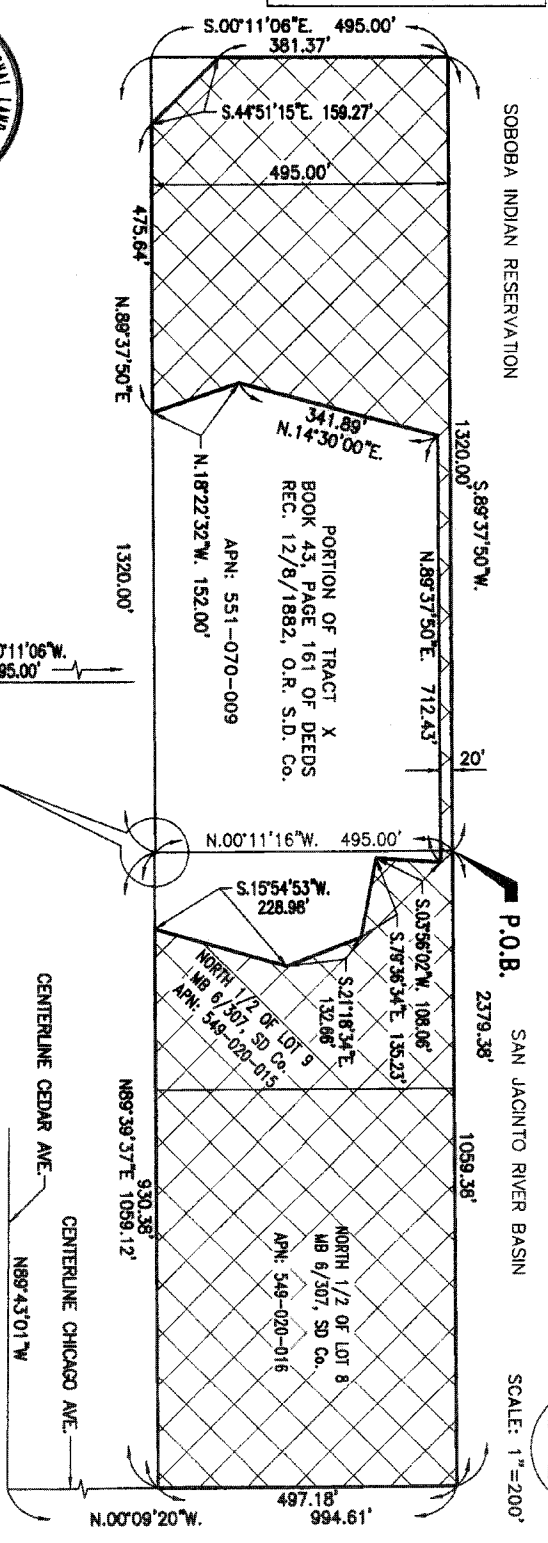 S.00°11'06"E. 495.00'
381.37'
S.44°51'15"E. 159.27'
495.00'
475.64'
N.89°37'50"E
SOBOBA INDIAN RESERVATION
341.89'
N.14°30'00"E.
N.18°22'32"W. 152.00'
1320.00'
S.89°37'50"W.
N.89°37'50"E. 712.43'
20'
PORTION OF TRACT X
BOOK 43, PAGE 161 OF DEEDS
REC. 12/8/1882, O.R. S.D. Co.
APN: 551-070-009
1320.00'
0°11'06"W.
95.00'
N.00°11'16"W. 495.00'
P.O.B.
S.15°54'53"W.
228.98'
S.03°56'02"W. 108.06'
S.79°36'34"E. 135.23'
S.21°18'34"E.
132.66'
2379.38'
SAN JACINTO RIVER BASIN
NORTH 1/2 OF LOT 9
MB 6/307, SD Co.
APN: 549-020-015
1059.38'
930.38'
N89°39'37"E 1059.12'
NORTH 1/2 OF LOT 8
MB 6/307, SD Co.
APN: 549-020-016
CENTERLINE CEDAR AVE.
CENTERLINE CHICAGO AVE.
N89°43'01"W
SCALE: 1"=200'
497.18'
994.61'
N.00°09'20"W.